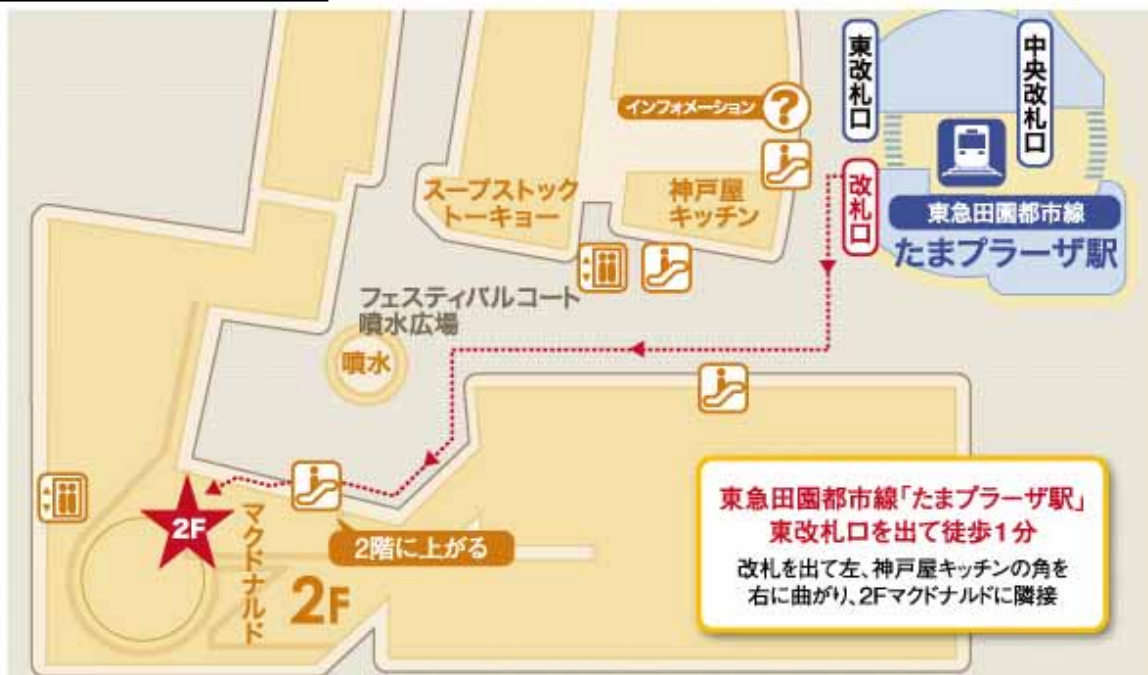 東改札口
中央改札口
インフォメーション
?
改札口
スープストック
トーキョー
神戸屋
キッチン
東急田園都市線
たまプラーザ駅
フェスティバルコート
噴水広場
噴水
2F
マクドナルド
2階に上がる
2F
東急田園都市線「たまプラーザ駅」
東改札口を出て徒歩1分
改札を出て左、神戸屋キッチンの角を
右に曲がり、2Fマクドナルドに隣接